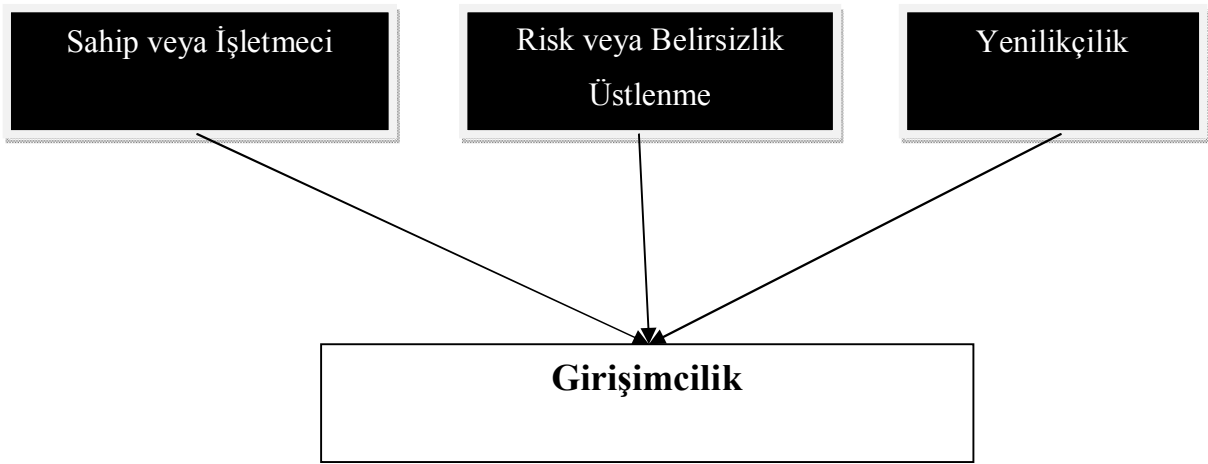 Sahip veya İşletmeci
Risk veya Belirsizlik
Üstlenme
Yenilikçilik
Girişimcilik